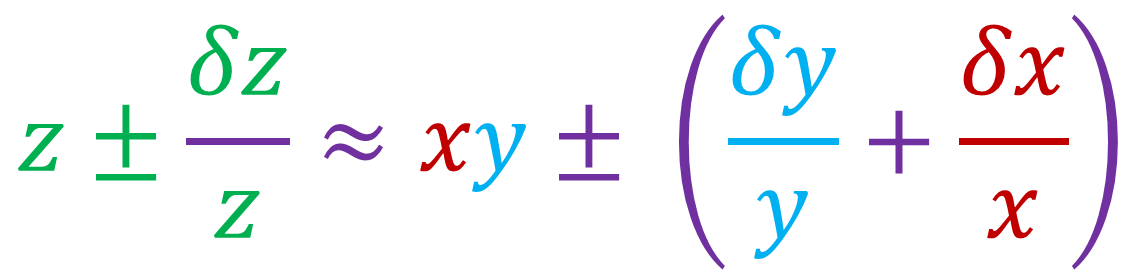 z ± δz/z ≈ xy ± (δy/y + δx/x)